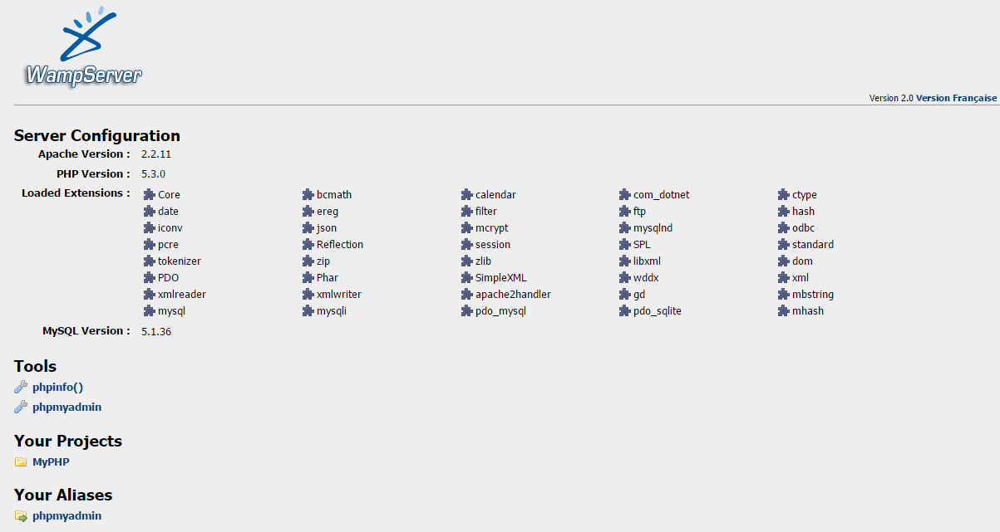 WampServer
Version 2.0 Version Française
Server Configuration
Apache Version : 2.2.11
PHP Version : 5.3.0
Loaded Extensions : Core bcmath calendar com_dotnet ctype
date ereg filter ftp hash
iconv json mcrypt mysqlnd odbc
pcre Reflection session SPL standard
tokenizer zip zlib libxml dom
PDO Phar SimpleXML wddx xml
xmlreader xmlwriter apache2handler gd mbstring
mysql mysqli pdo_mysql pdo_sqlite mhash
MySQL Version : 5.1.36
Tools
phpinfo()
phpmyadmin
Your Projects
MyPHP
Your Aliases
phpmyadmin